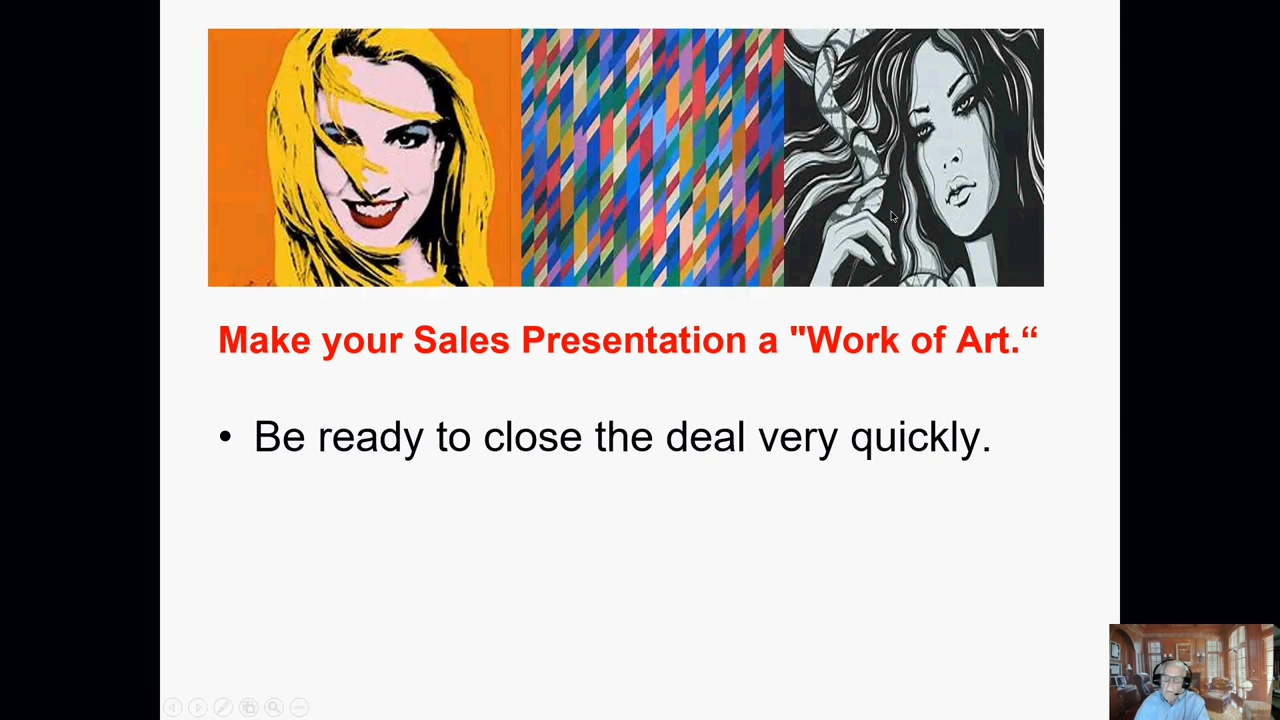 Make your Sales Presentation a "Work of Art.“
• Be ready to close the deal very quickly.